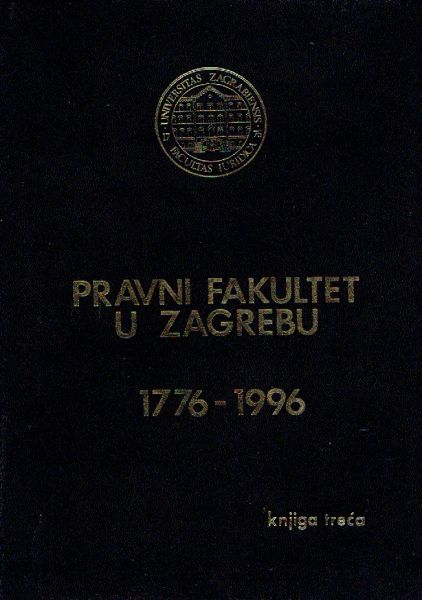 UNIVERSITAS ZAGRABIENSIS
FACULTAS IURIDICA
PRAVNI FAKULTET
U ZAGREBU
1776-1996
knjiga treća